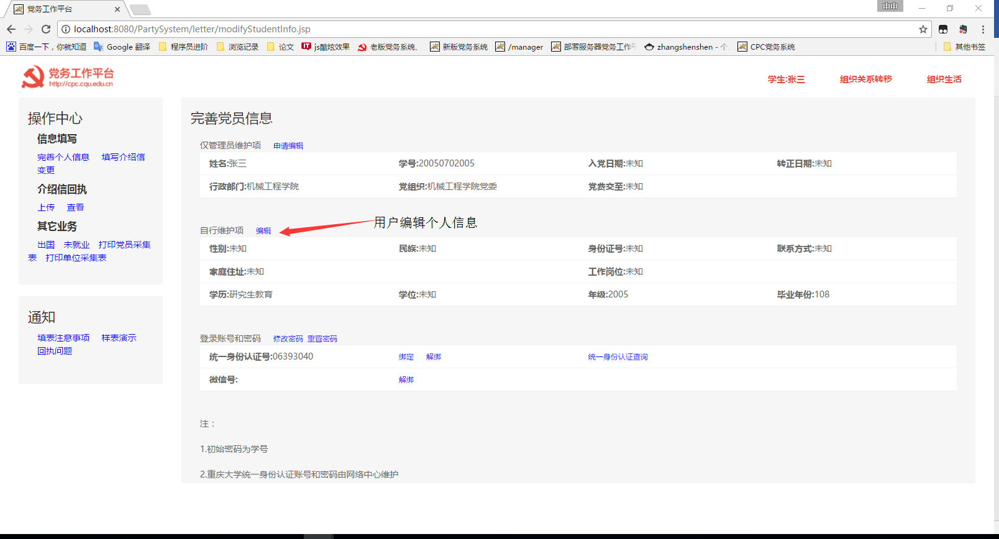 党务工作平台
申申
localhost:8080/PartySystem/letter/modifyStudentInfo.jsp
百度一下，你就知道 Google 翻译 程序员进阶 浏览记录 论文 js酷炫效果 老版党务系统、 新版党务系统 /manager 部署服务器党务工作平 zhangshenshen - 个 CPC党务系统 其他书签
党务工作平台
http://cpc.cqu.edu.cn
学生:张三 组织关系转移 组织生活
操作中心
信息填写
完善个人信息 填写介绍信
变更
介绍信回执
上传 查看
其它业务
出国 未就业 打印党员采集
表 打印单位采集表
通知
填表注意事项 样表演示
回执问题
完善党员信息
仅管理员维护项 申请编辑
姓名:张三 学号:20050702005 入党日期:未知 转正日期:未知
行政部门:机械工程学院 党组织:机械工程学院党委 党费交至:未知
用户编辑个人信息
自行维护项 编辑
性别:未知 民族:未知 身份证号:未知 联系方式:未知
家庭住址:未知 工作岗位:未知
学历:研究生教育 学位:未知 年级:2005 毕业年份:108
登录账号和密码 修改密码 重置密码
统一身份认证号:06393040 绑定 解绑 统一身份认证查询
微信号: 解绑
注：
1.初始密码为学号
2.重庆大学统一身份认证账号和密码由网络中心维护